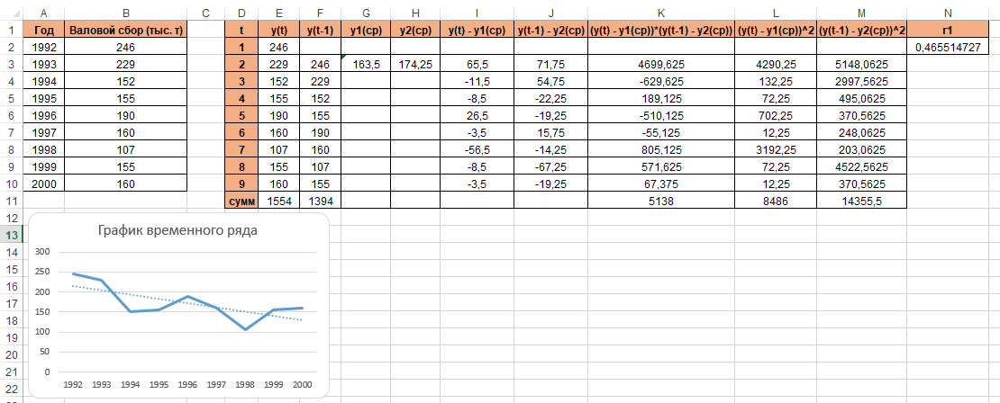 A B C D E F G H I J K L M N
1 Год Валовой сбор (тыс. т) t y(t) y(t-1) y1(ср) y2(ср) y(t) - y1(ср) y(t-1) - y2(ср) (y(t) - y1(ср))*(y(t-1) - y2(ср)) (y(t) - y1(ср))^2 (y(t-1) - y2(ср))^2 r1
2 1992 246 1 246 0,465514727
3 1993 229 2 229 246 163,5 174,25 65,5 71,75 4699,625 4290,25 5148,0625
4 1994 152 3 152 229 -11,5 54,75 -629,625 132,25 2997,5625
5 1995 155 4 155 152 -8,5 -22,25 189,125 72,25 495,0625
6 1996 190 5 190 155 26,5 -19,25 -510,125 702,25 370,5625
7 1997 160 6 160 190 -3,5 15,75 -55,125 12,25 248,0625
8 1998 107 7 107 160 -56,5 -14,25 805,125 3192,25 203,0625
9 1999 155 8 155 107 -8,5 -67,25 571,625 72,25 4522,5625
10 2000 160 9 160 155 -3,5 -19,25 67,375 12,25 370,5625
11 сумм 1554 1394 5138 8486 14355,5
12
13
14
15
16
17
18
19
20
21
22
График временного ряда
300
250
200
150
100
50
0
1992 1993 1994 1995 1996 1997 1998 1999 2000